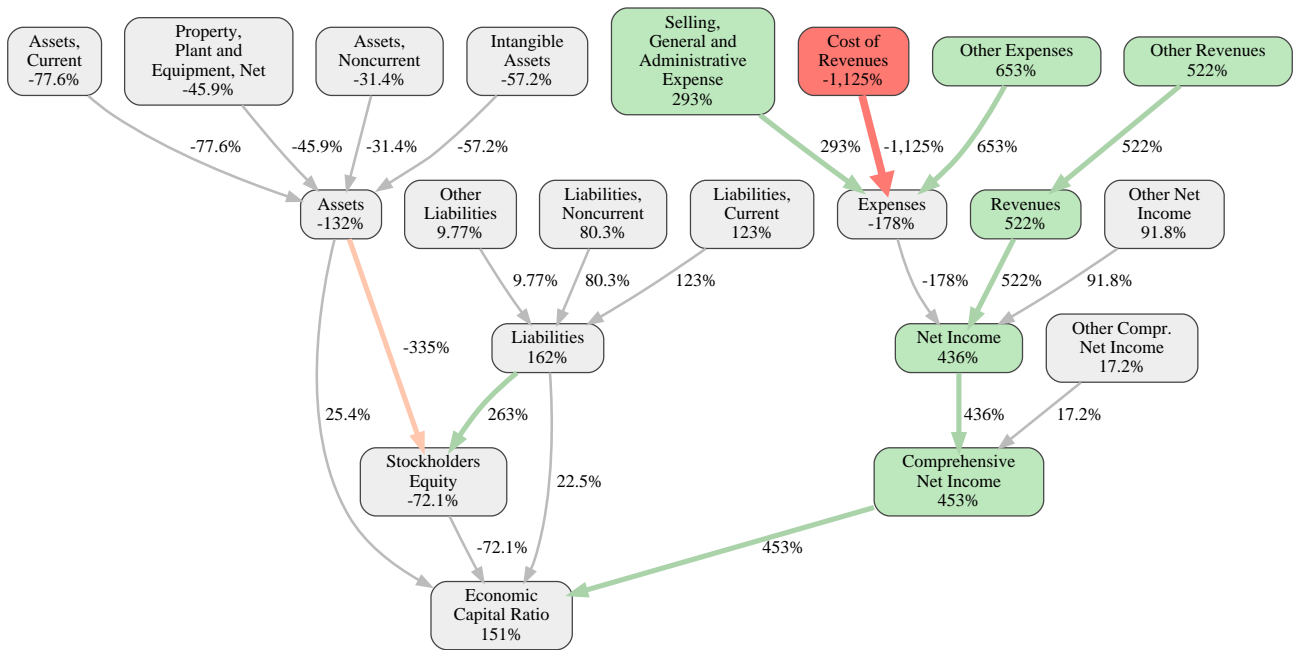 Assets,
Current
-77.6%
Property,
Plant and
Equipment, Net
-45.9%
Assets,
Noncurrent
-31.4%
Intangible
Assets
-57.2%
Selling,
General and
Administrative
Expense
293%
Cost of
Revenues
-1,125%
Other Expenses
653%
Other Revenues
522%
-77.6%
-45.9%
-31.4%
-57.2%
293%
-1,125%
653%
522%
Assets
-132%
Other
Liabilities
9.77%
Liabilities,
Noncurrent
80.3%
Liabilities,
Current
123%
Expenses
-178%
Revenues
522%
Other Net
Income
91.8%
9.77%
80.3%
123%
-178%
522%
91.8%
-335%
Liabilities
162%
Net Income
436%
Other Compr.
Net Income
17.2%
25.4%
263%
436%
17.2%
Stockholders
Equity
-72.1%
22.5%
Comprehensive
Net Income
453%
-72.1%
453%
Economic
Capital Ratio
151%